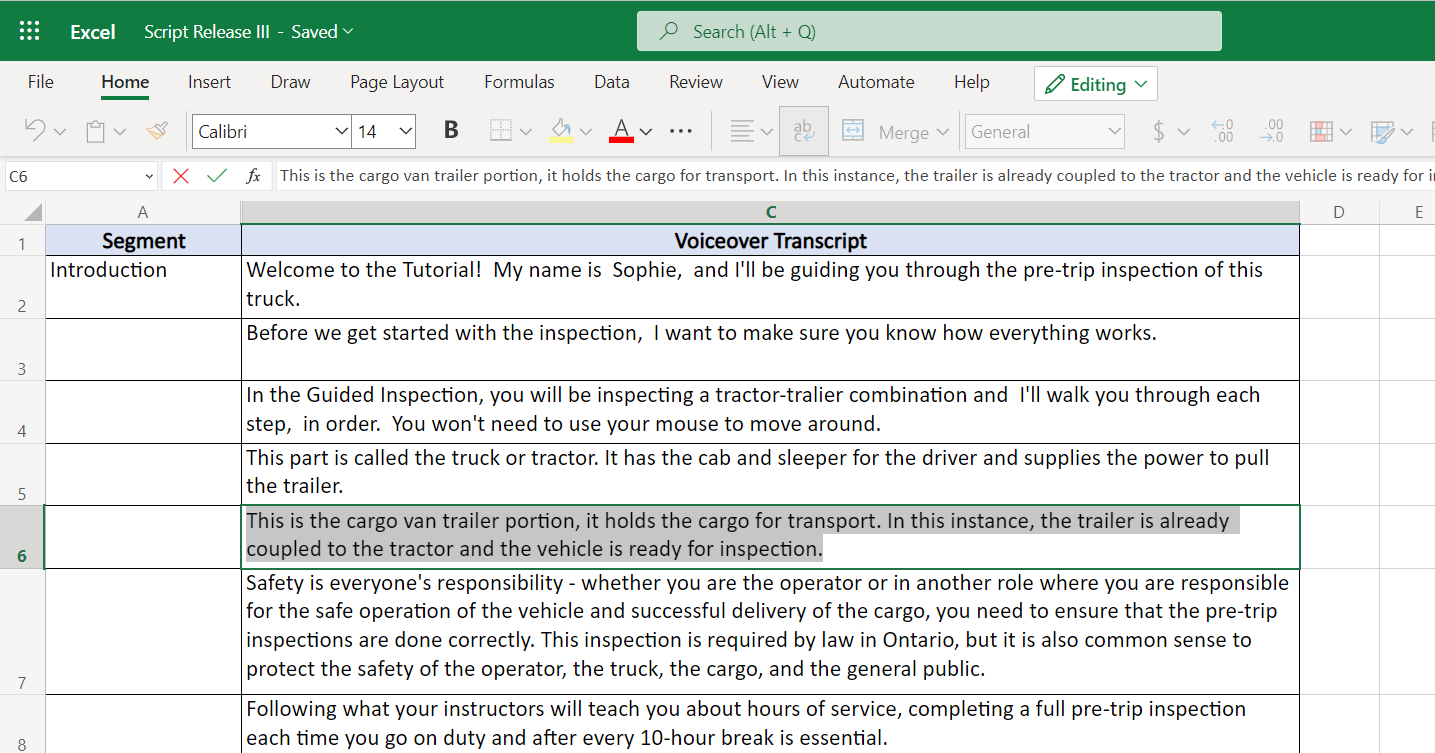 Excel Script Release III - Saved Search (Alt + Q)
File Home Insert Draw Page Layout Formulas Data Review View Automate Help Editing
Calibri 14 B A ... ab c Merge General $ .0 .00 .00 .0
C6 fx This is the cargo van trailer portion, it holds the cargo for transport. In this instance, the trailer is already coupled to the tractor and the vehicle is ready for i
A C D E
1 Segment Voiceover Transcript
Introduction Welcome to the Tutorial!  My name is  Sophie,  and I'll be guiding you through the pre-trip inspection of this
2 truck.
Before we get started with the inspection,  I want to make sure you know how everything works.
3
In the Guided Inspection, you will be inspecting a tractor-tralier combination and  I'll walk you through each
4 step,  in order.  You won't need to use your mouse to move around.
This part is called the truck or tractor. It has the cab and sleeper for the driver and supplies the power to pull
5 the trailer.
This is the cargo van trailer portion, it holds the cargo for transport. In this instance, the trailer is already
6 coupled to the tractor and the vehicle is ready for inspection.
Safety is everyone's responsibility - whether you are the operator or in another role where you are responsible
for the safe operation of the vehicle and successful delivery of the cargo, you need to ensure that the pre-trip
inspections are done correctly. This inspection is required by law in Ontario, but it is also common sense to
7 protect the safety of the operator, the truck, the cargo, and the general public.
Following what your instructors will teach you about hours of service, completing a full pre-trip inspection
8 each time you go on duty and after every 10-hour break is essential.